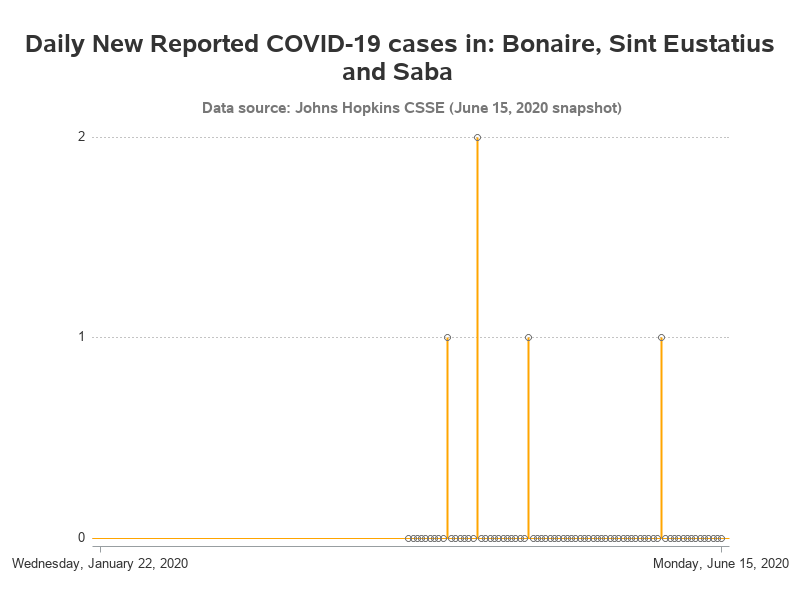 Daily New Reported COVID-19 cases in: Bonaire, Sint Eustatius
and Saba
Data source: Johns Hopkins CSSE (June 15, 2020 snapshot)
2
1
0
Wednesday, January 22, 2020
Monday, June 15, 2020